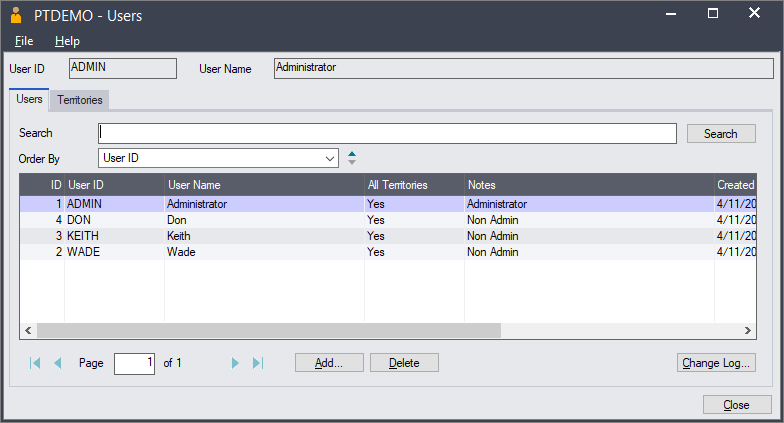 PTDEMO - Users
File Help
User ID ADMIN User Name Administrator
Users Territories
Search Search
Order By User ID
ID User ID User Name All Territories Notes Created
1 ADMIN Administrator Yes Administrator 4/11/20
4 DON Don Yes Non Admin 4/11/20
3 KEITH Keith Yes Non Admin 4/11/20
2 WADE Wade Yes Non Admin 4/11/20
Page 1 of 1 Add... Delete Change Log...
Close